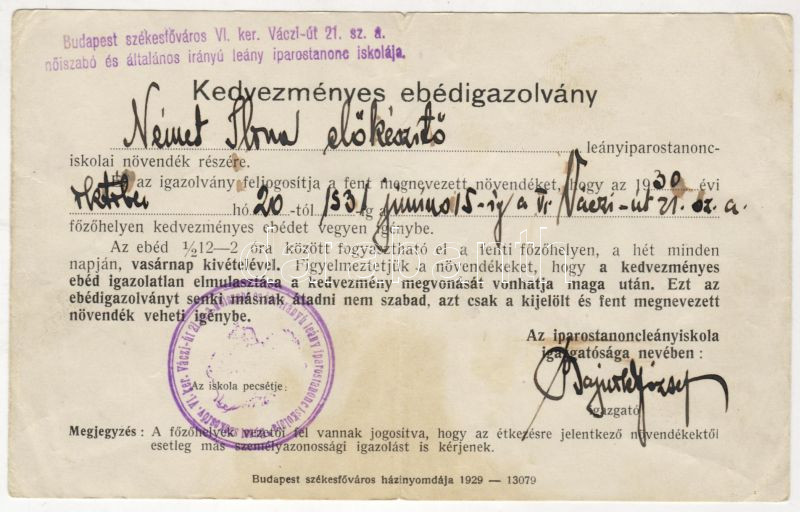 Budapest székesfőváros VI. ker. Váczi-út 21. sz. a.
nőiszabó és általános irányú leány iparostanonc iskolája.
Kedvezményes ebédigazolvány
Német Ilona előkészítő leányiparostanonc-
iskolai növendék részére.
Ez az igazolvány feljogosítja a fent megnevezett növendéket, hogy az 1930 évi
október hó 20 -tól 1931 junius 15-ig a VI. Váczi-út 21. sz. a.
főzőhelyen kedvezményes ebédet vegyen igénybe.
Az ebéd ½12—2 óra között fogyasztható el a fenti főzőhelyen, a hét minden
napján, vasárnap kivételével. Figyelmeztetjük a növendékeket, hogy a kedvezményes
ebéd igazolatlan elmulasztása a kedvezmény megvonását vonhatja maga után. Ezt az
ebédigazolványt senki másnak átadni nem szabad, azt csak a kijelölt és fent megnevezett
növendék veheti igénybe.
Az iparostanoncleányiskola
igazgatósága nevében:
Az iskola pecsétje:
igazgató
Megjegyzés: A főzőhelyek vezetői fel vannak jogosítva, hogy az étkezésre jelentkező növendékektől
esetleg más személyazonossági igazolást is kérjenek.
Budapest székesfőváros házinyomdája 1929 — 13079